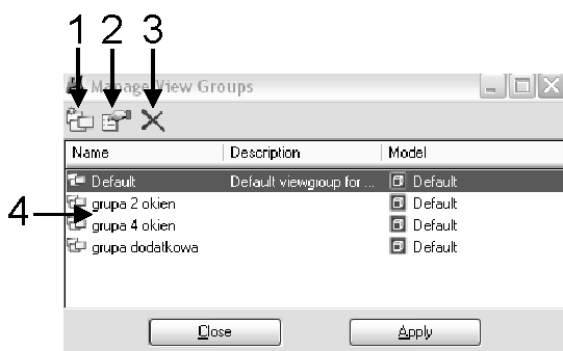 1 2 3
Manage View Groups
Name Description Model
Default Default viewgroup for ... Default
4 grupa 2 okien Default
grupa 4 okien Default
grupa dodatkowa Default
Close Apply